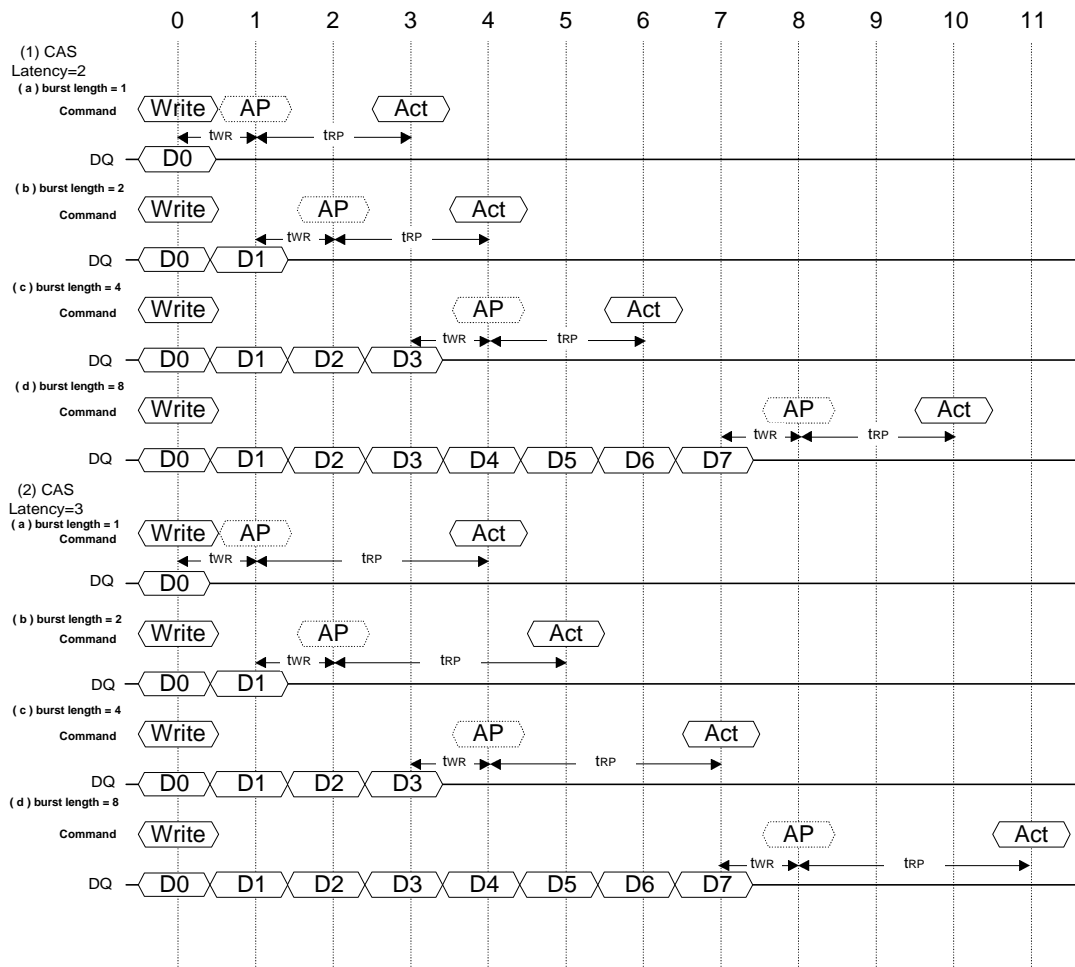 0 1 2 3 4 5 6 7 8 9 10 11
(1) CAS
Latency=2
( a ) burst length = 1
Command Write AP Act
tWR tRP
DQ D0
( b ) burst length = 2
Command Write AP Act
tWR tRP
DQ D0 D1
( c ) burst length = 4
Command Write AP Act
tWR tRP
DQ D0 D1 D2 D3
( d ) burst length = 8
Command Write AP Act
tWR tRP
DQ D0 D1 D2 D3 D4 D5 D6 D7
(2) CAS
Latency=3
( a ) burst length = 1
Command Write AP Act
tWR tRP
DQ D0
( b ) burst length = 2
Command Write AP Act
tWR tRP
DQ D0 D1
( c ) burst length = 4
Command Write AP Act
tWR tRP
DQ D0 D1 D2 D3
( d ) burst length = 8
Command Write AP Act
tWR tRP
DQ D0 D1 D2 D3 D4 D5 D6 D7